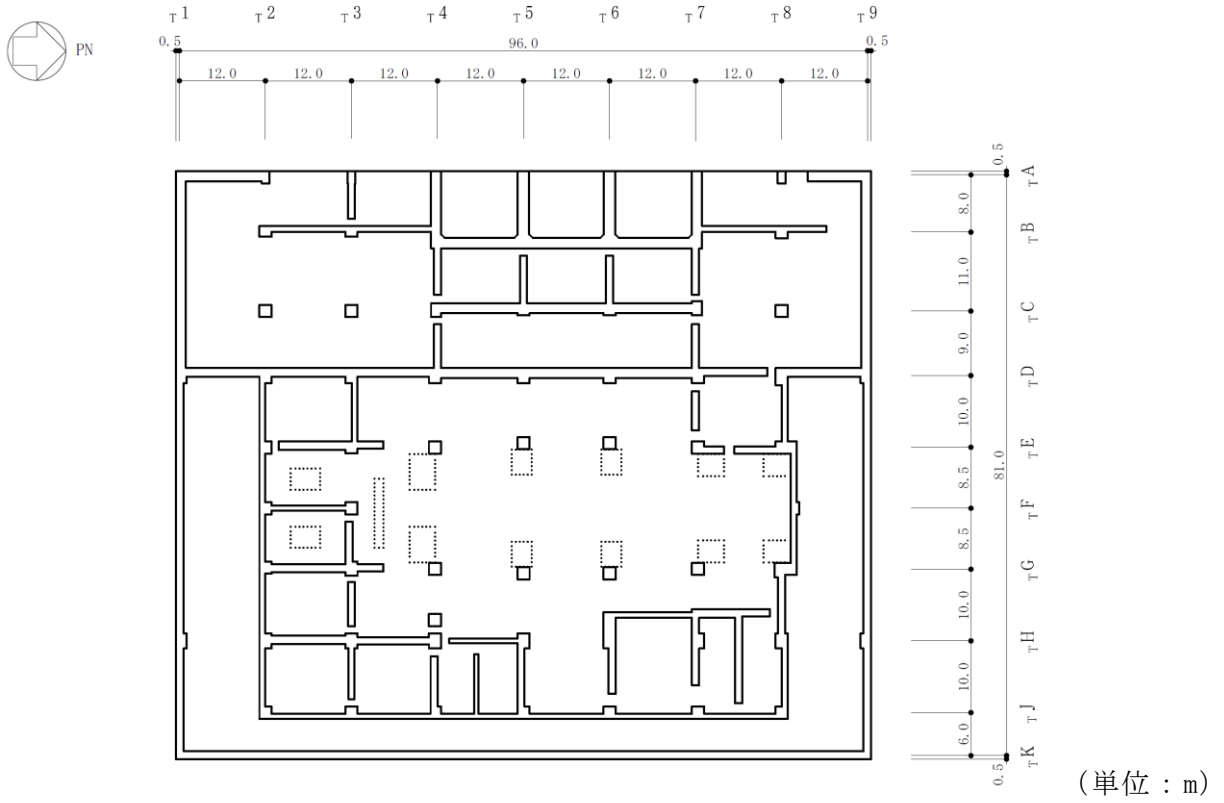 T1 T2 T3 T4 T5 T6 T7 T8 T9
PN
0.5 96.0 0.5
12.0 12.0 12.0 12.0 12.0 12.0 12.0 12.0
0.5 8.0 11.0 9.0 10.0 8.5 8.5 10.0 10.0 6.0 0.5
81.0
TA
TB
TC
TD
TE
TF
TG
TH
TJ
TK
(単位：m)